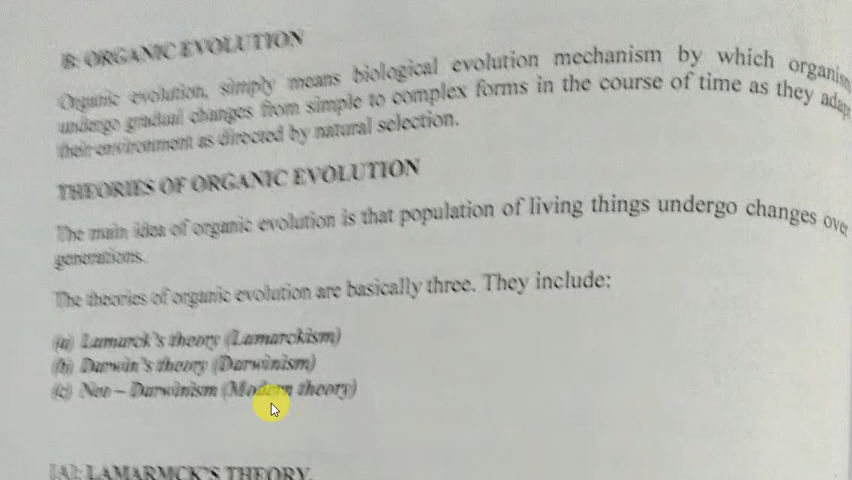 B: ORGANIC EVOLUTION
Organic evolution, simply means biological evolution mechanism by which organism
undergo gradual changes from simple to complex forms in the course of time as they adapt
their environment as directed by natural selection.
THEORIES OF ORGANIC EVOLUTION
The main idea of organic evolution is that population of living things undergo changes over
generations.
The theories of organic evolution are basically three. They include:
(a) Lamarck's theory (Lamarckism)
(b) Darwin's theory (Darwinism)
(c) Neo – Darwinism (Modern theory)
[A]: LAMARMCK'S THEORY.